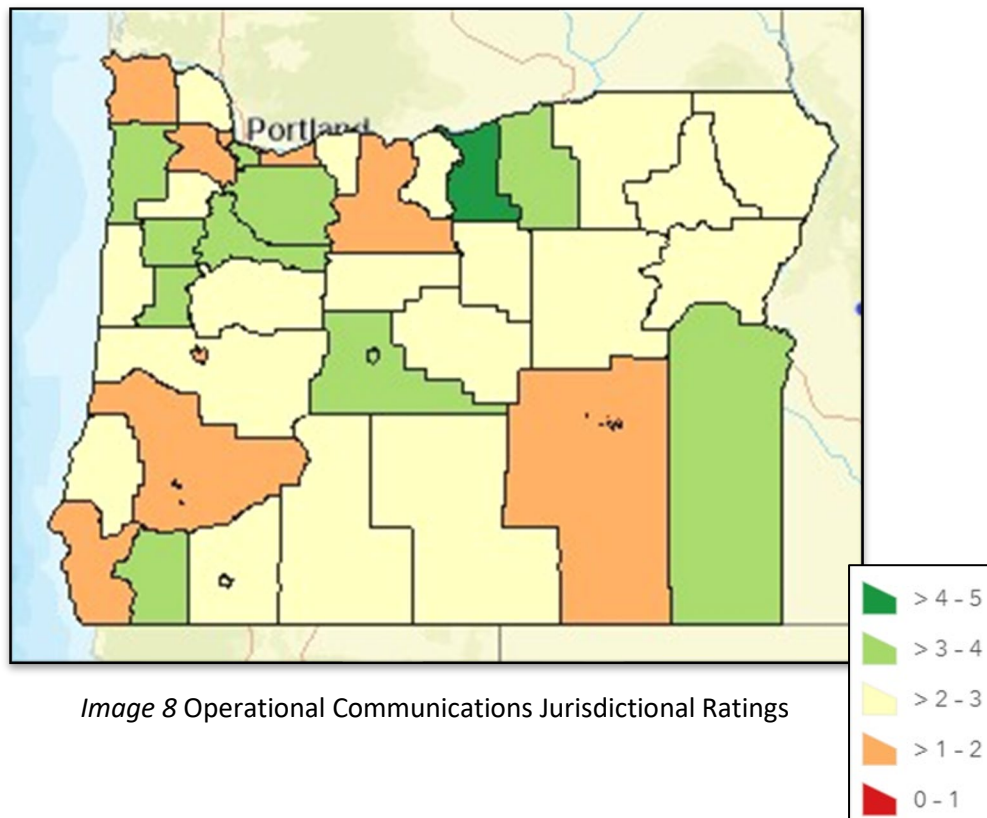 Portland
Image 8 Operational Communications Jurisdictional Ratings
> 4 - 5
> 3 - 4
> 2 - 3
> 1 - 2
0 - 1